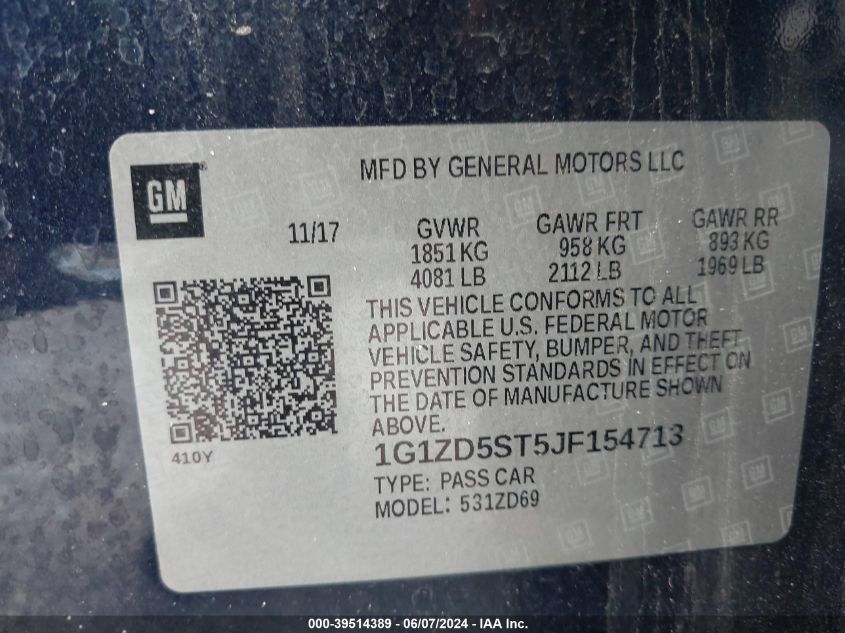 MFD BY GENERAL MOTORS LLC
GM
11/17 GVWR GAWR FRT GAWR RR
1851 KG 958 KG 893 KG
4081 LB 2112 LB 1969 LB
THIS VEHICLE CONFORMS TO ALL
APPLICABLE U.S. FEDERAL MOTOR
VEHICLE SAFETY, BUMPER, AND THEFT
PREVENTION STANDARDS IN EFFECT ON
THE DATE OF MANUFACTURE SHOWN
ABOVE.
410Y
1G1ZD5ST5JF154713
TYPE: PASS CAR
MODEL: 531ZD69
000-39514389 - 06/07/2024 - IAA Inc.